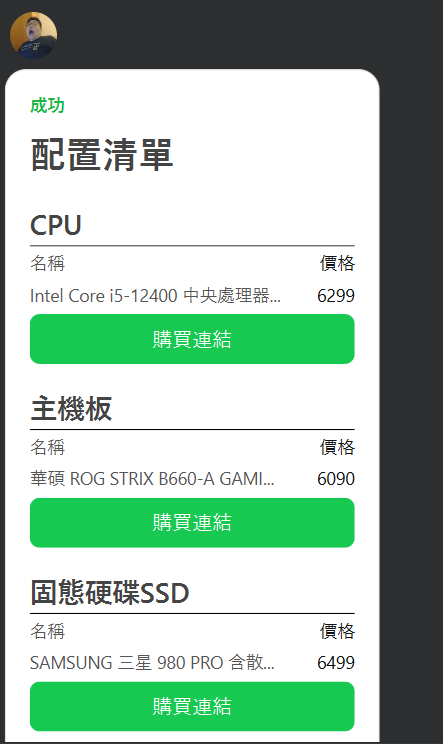 成功
配置清單
CPU
名稱 價格
Intel Core i5-12400 中央處理器... 6299
購買連結
主機板
名稱 價格
華碩 ROG STRIX B660-A GAMI... 6090
購買連結
固態硬碟SSD
名稱 價格
SAMSUNG 三星 980 PRO 含散... 6499
購買連結